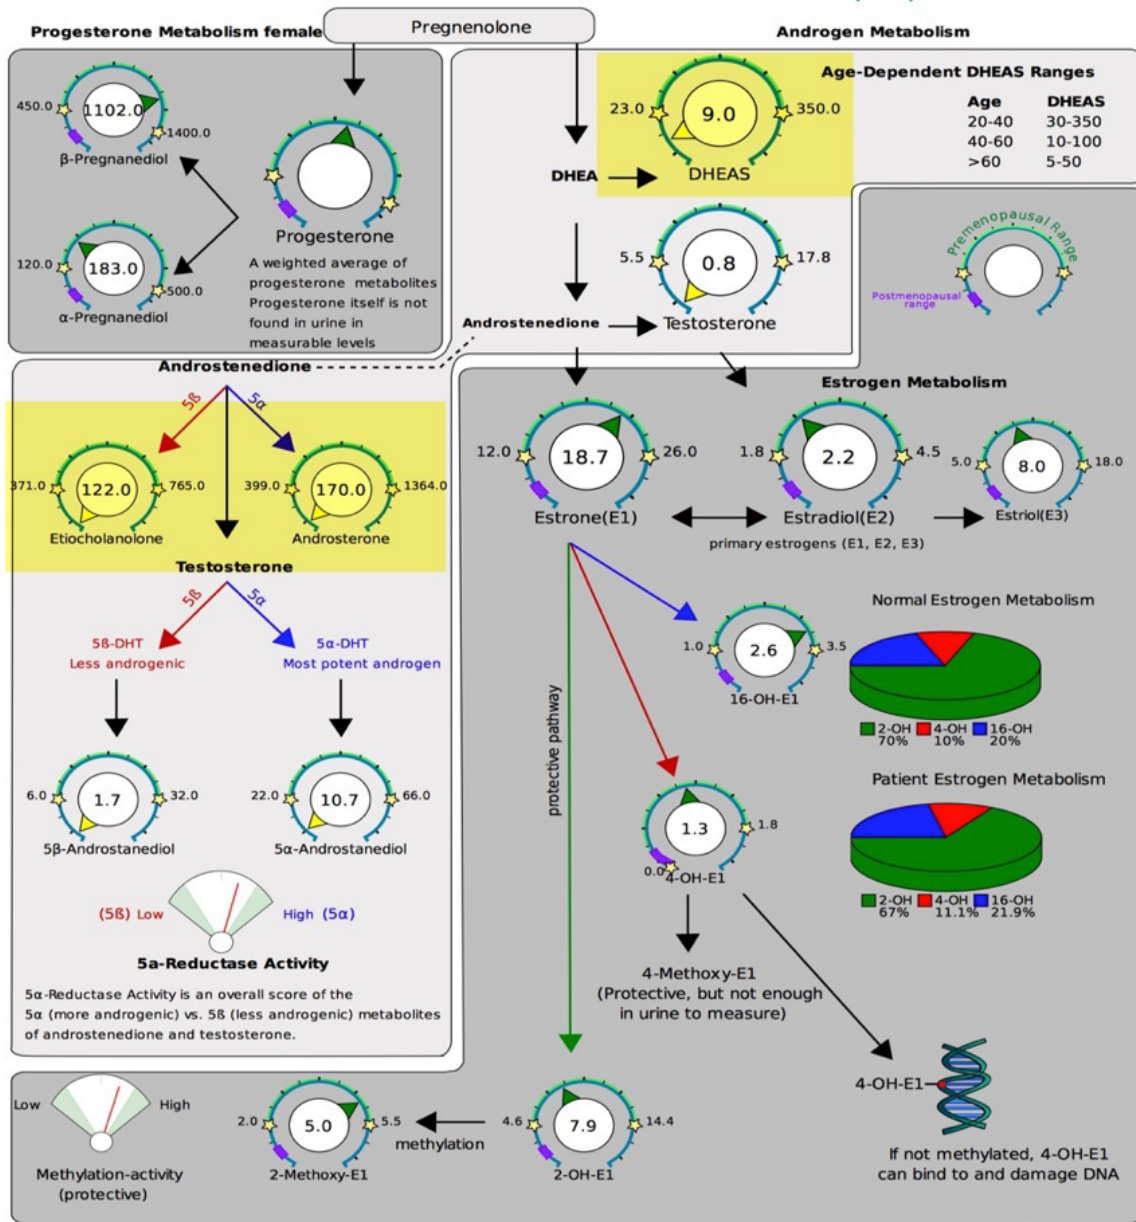 Progesterone Metabolism female
Pregnenolone
Androgen Metabolism
450.0
1102.0
1400.0
β-Pregnanediol
120.0
183.0
500.0
α-Pregnanediol
Progesterone
A weighted average of
progesterone metabolites
Progesterone itself is not
found in urine in
measurable levels
DHEA
23.0
9.0
350.0
DHEAS
Age-Dependent DHEAS Ranges
Age DHEAS
20-40 30-350
40-60 10-100
>60 5-50
5.5
0.8
17.8
Androstenedione
Testosterone
Premenopausal Range
Postmenopausal
range
Androstenedione
5ß
5α
371.0
122.0
765.0
Etiocholanolone
399.0
170.0
1364.0
Androsterone
Testosterone
5ß
5α
5ß-DHT
Less androgenic
5α-DHT
Most potent androgen
6.0
1.7
32.0
5β-Androstanediol
22.0
10.7
66.0
5α-Androstanediol
(5ß) Low
High (5α)
5a-Reductase Activity
5α-Reductase Activity is an overall score of the
5α (more androgenic) vs. 5ß (less androgenic) metabolites
of androstenedione and testosterone.
Estrogen Metabolism
12.0
18.7
26.0
Estrone(E1)
1.8
2.2
4.5
Estradiol(E2)
5.0
8.0
18.0
Estriol(E3)
primary estrogens (E1, E2, E3)
protective pathway
1.0
2.6
3.5
16-OH-E1
Normal Estrogen Metabolism
2-OH 4-OH 16-OH
70% 10% 20%
Patient Estrogen Metabolism
2-OH 4-OH 16-OH
67% 11.1% 21.9%
1.3
1.8
0.0
4-OH-E1
4-Methoxy-E1
(Protective, but not enough
in urine to measure)
4-OH-E1
If not methylated, 4-OH-E1
can bind to and damage DNA
Low
High
Methylation-activity
(protective)
2.0
5.0
5.5
2-Methoxy-E1
methylation
4.6
7.9
14.4
2-OH-E1